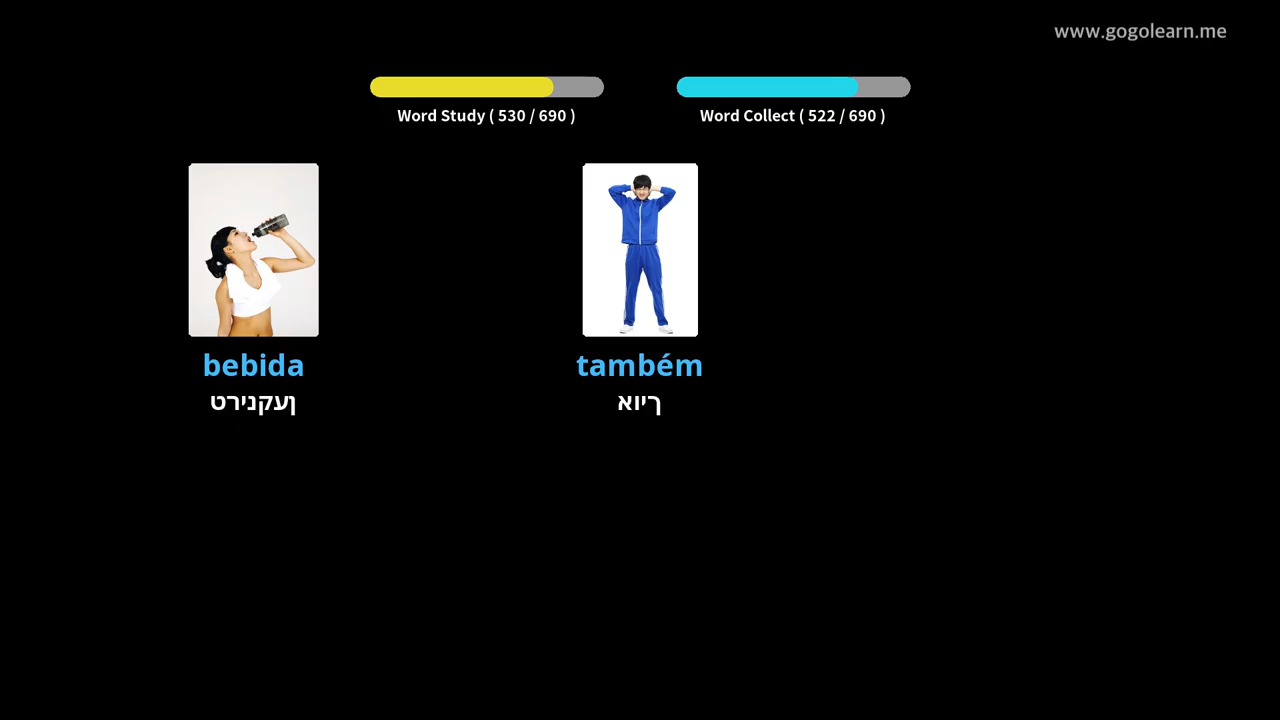 www.gogolearn.me
Word Study ( 530 / 690 )
Word Collect ( 522 / 690 )
bebida
ןעקנירט
também
ךיוא